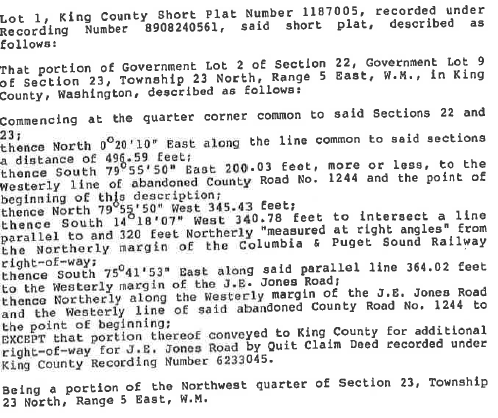 Lot 1, King County Short Plat Number 1187005, recorded under
Recording Number 8908240561, said short plat, described as
follows:
That portion of Government Lot 2 of Section 22, Government Lot 9
of Section 23, Township 23 North, Range 5 East, W.M., in King
County, Washington, described as follows:
Commencing at the quarter corner common to said Sections 22 and
23;
thence North 0°20'10" East along the line common to said sections
a distance of 496.59 feet;
thence South 79°55'50" East 200.03 feet, more or less, to the
Westerly line of abandoned County Road No. 1244 and the point of
beginning of this description;
thence North 79°55'50" West 345.43 feet;
thence South 14°18'07" West 340.78 feet to intersect a line
parallel to and 320 feet Northerly "measured at right angles" from
the Northerly margin of the Columbia & Puget Sound Railway
right-of-way;
thence South 75°41'53" East along said parallel line 364.02 feet
to the Westerly margin of the J.E. Jones Road;
thence Northerly along the Westerly margin of the J.E. Jones Road
and the Westerly line of said abandoned County Road No. 1244 to
the point of beginning;
EXCEPT that portion thereof conveyed to King County for additional
right-of-way for J.E. Jones Road by Quit Claim Deed recorded under
King County Recording Number 6233045.
Being a portion of the Northwest quarter of Section 23, Township
23 North, Range 5 East, W.M.